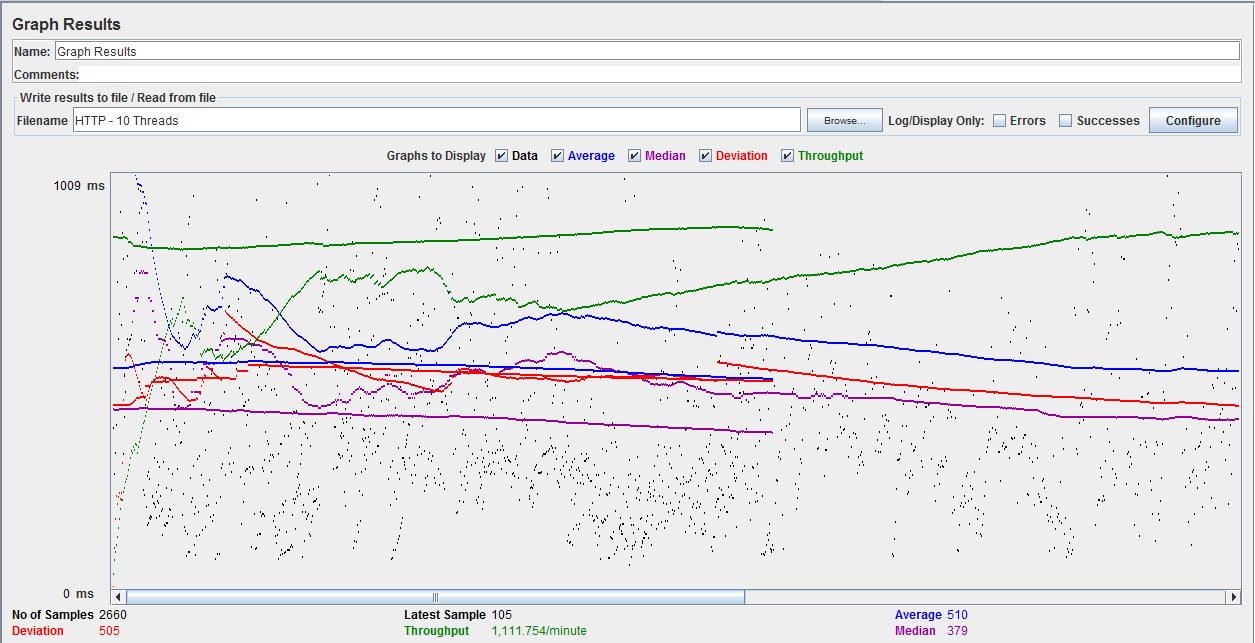 Graph Results
Name: Graph Results
Comments:
Write results to file / Read from file
Filename HTTP - 10 Threads Browse... Log/Display Only: Errors Successes Configure
Graphs to Display Data Average Median Deviation Throughput
1009 ms
0 ms
No of Samples 2660 Latest Sample 105 Average 510
Deviation 505 Throughput 1,111.754/minute Median 379